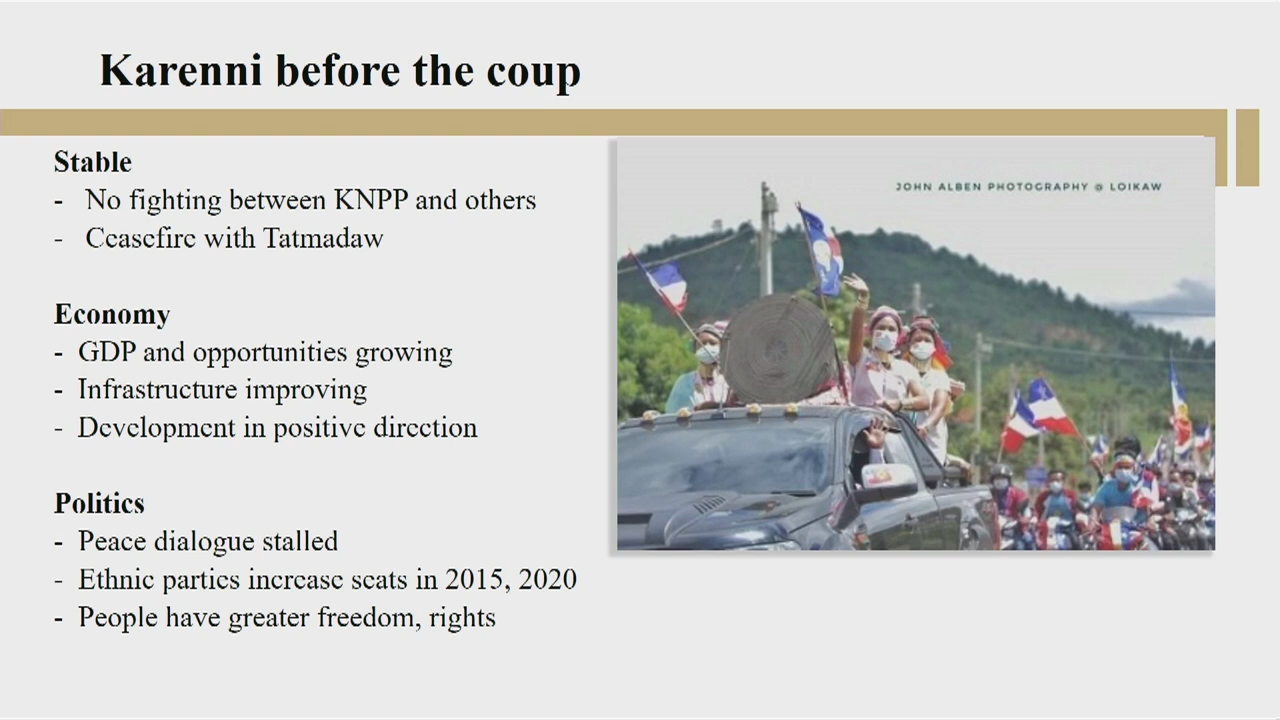 Karenni before the coup
Stable
- No fighting between KNPP and others
- Ceasefire with Tatmadaw
Economy
- GDP and opportunities growing
- Infrastructure improving
- Development in positive direction
Politics
- Peace dialogue stalled
- Ethnic parties increase seats in 2015, 2020
- People have greater freedom, rights
JOHN ALBEN PHOTOGRAPHY @ LOIKAW